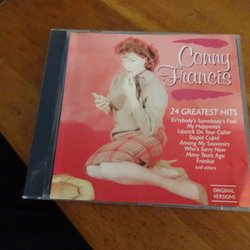 Conny
Francis
24 GREATEST HITS
Ev'rybody's Somebody's Fool
My Happiness
Lipstick On Your Collar
Stupid Cupid
Among My Souvenirs
Who's Sorry Now
Many Tears Ago
Frankie
and others
ORIGINAL
VERSIONS